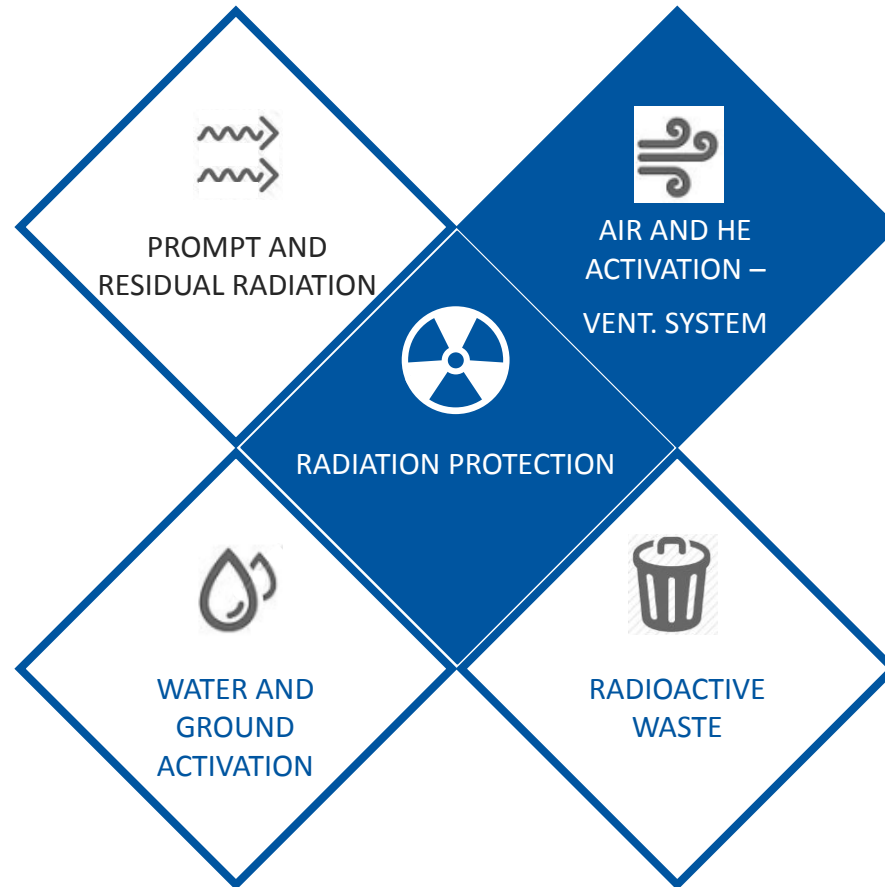 PROMPT AND
RESIDUAL RADIATION
AIR AND HE
ACTIVATION –
VENT. SYSTEM
RADIATION PROTECTION
WATER AND
GROUND
ACTIVATION
RADIOACTIVE
WASTE